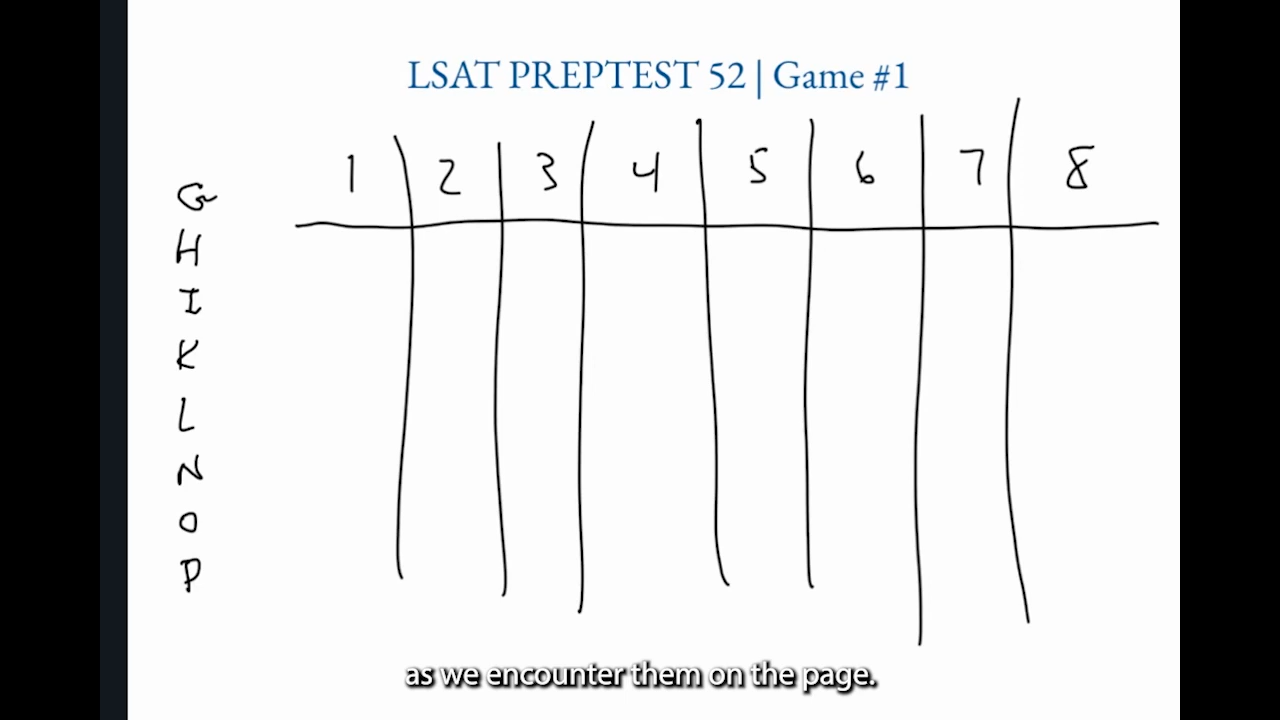 LSAT PREPTEST 52 | Game #1
1 2 3 4 5 6 7 8
G
H
I
K
L
N
O
P
as we encounter them on the page.